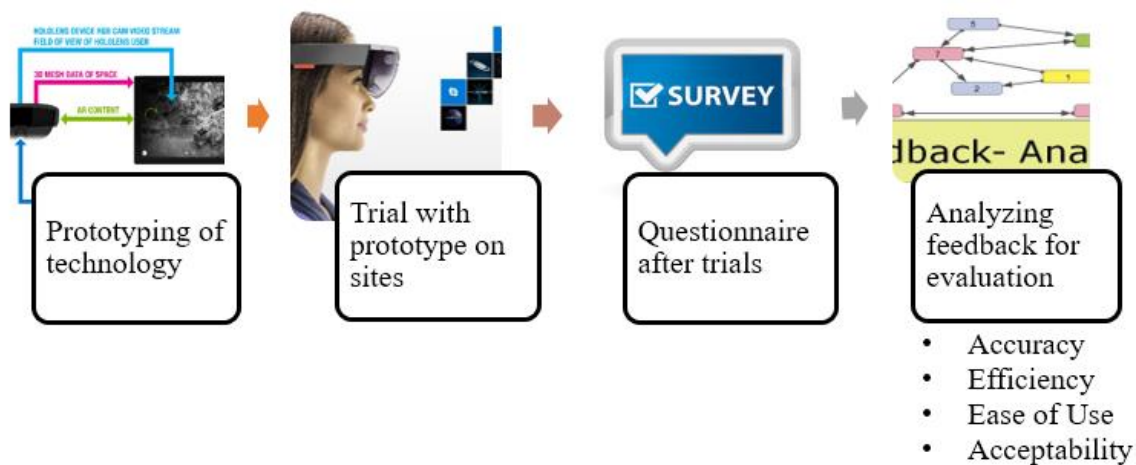 HOLOLENS DEVICE RGB CAM VIDEO STREAM
FIELD OF VIEW OF HOLOLENS USER
3D MESH DATA OF SPACE
AR CONTENT
Prototyping of
technology
Trial with
prototype on
sites
SURVEY
Questionnaire
after trials
5
7
1
2
dback- Ana
Analyzing
feedback for
evaluation
• Accuracy
• Efficiency
• Ease of Use
• Acceptability